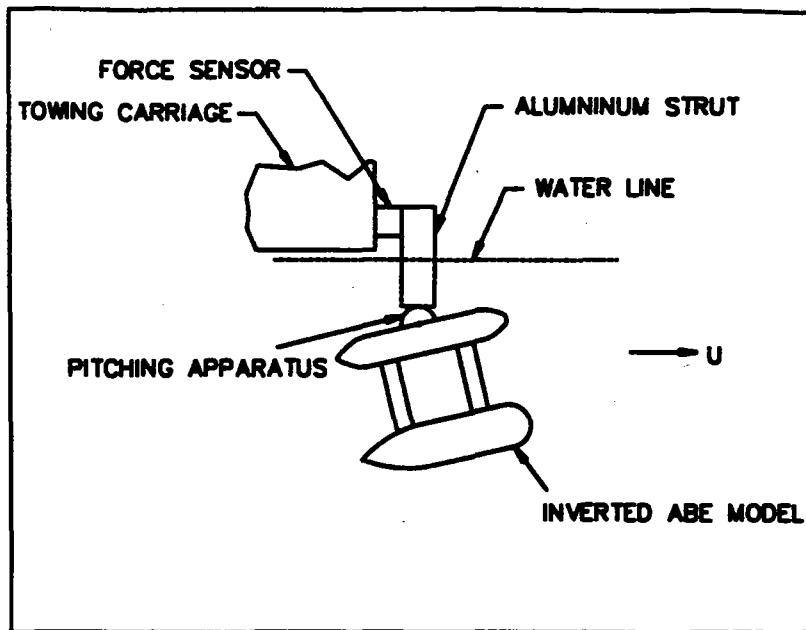 FORCE SENSOR
TOWING CARRIAGE
ALUMNINUM STRUT
WATER LINE
PITCHING APPARATUS
U
INVERTED ABE MODEL